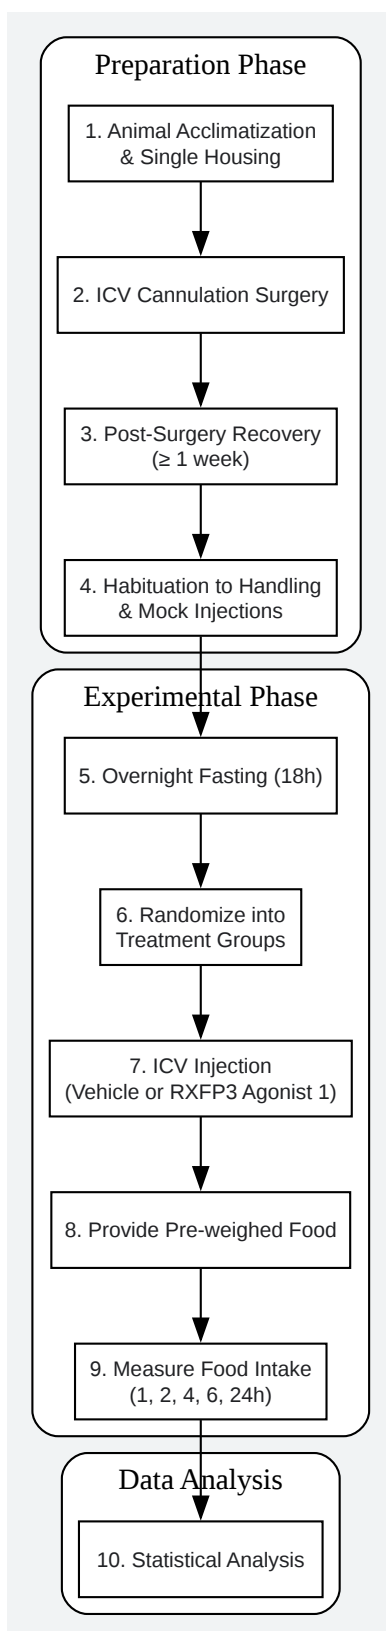 Preparation Phase
1. Animal Acclimatization
& Single Housing
2. ICV Cannulation Surgery
3. Post-Surgery Recovery
(≥ 1 week)
4. Habituation to Handling
& Mock Injections
Experimental Phase
5. Overnight Fasting (18h)
6. Randomize into
Treatment Groups
7. ICV Injection
(Vehicle or RXFP3 Agonist 1)
8. Provide Pre-weighed Food
9. Measure Food Intake
(1, 2, 4, 6, 24h)
Data Analysis
10. Statistical Analysis